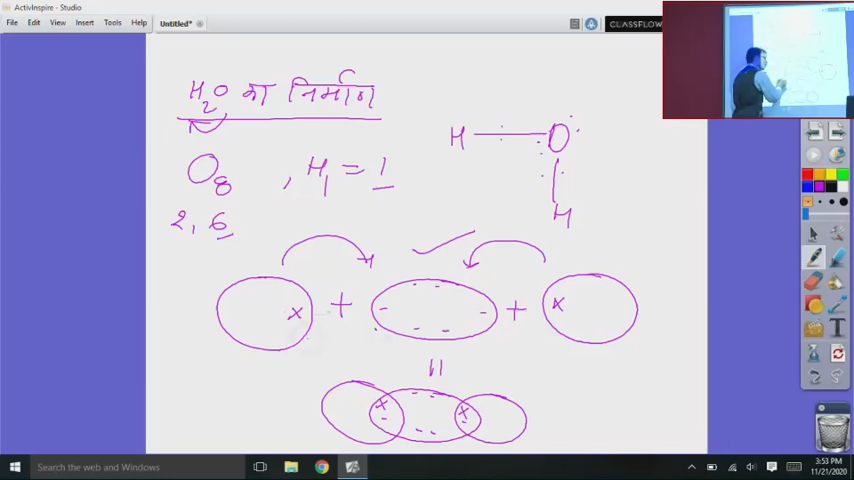 ActivInspire - Studio
File Edit View Insert Tools Help Untitled*
CLASSFLOW
H₂O का निर्माण
H O
O₈ , H₁ = 1
H
2, 6
x + + x
x x
T
Search the web and Windows
3:53 PM
11/21/2020